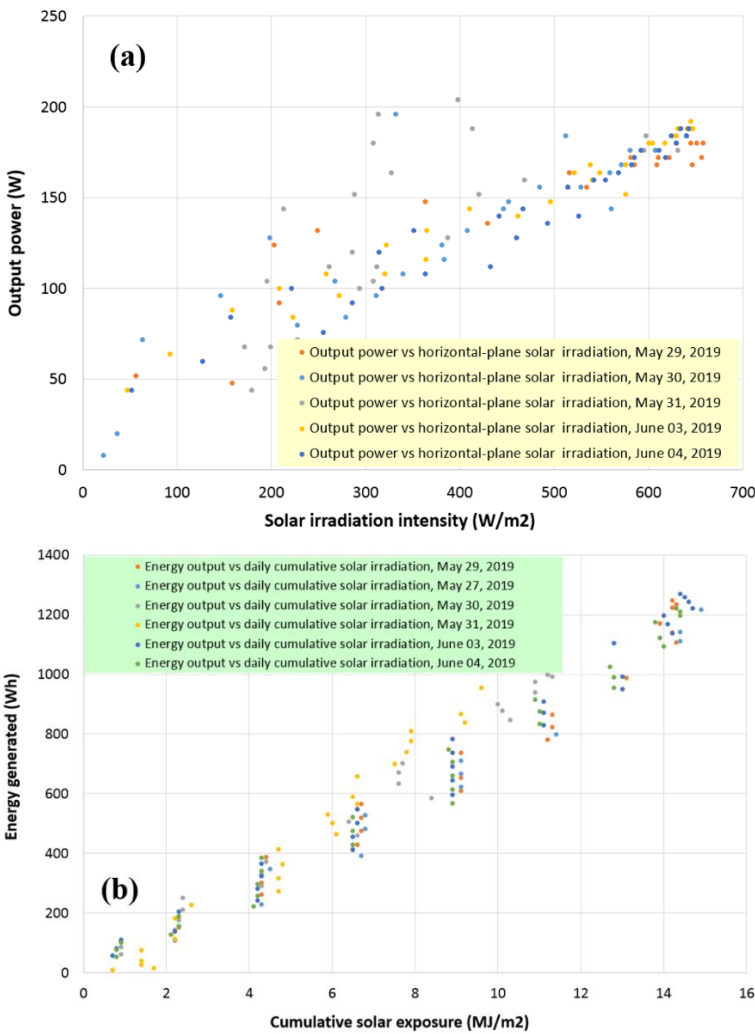 250
(a)
200
150
100
50
0
Output power (W)
Output power vs horizontal-plane solar irradiation, May 29, 2019
Output power vs horizontal-plane solar irradiation, May 30, 2019
Output power vs horizontal-plane solar irradiation, May 31, 2019
Output power vs horizontal-plane solar irradiation, June 03, 2019
Output power vs horizontal-plane solar irradiation, June 04, 2019
0 100 200 300 400 500 600 700
Solar irradiation intensity (W/m2)
1400
1200
1000
800
600
400
200
0
Energy generated (Wh)
Energy output vs daily cumulative solar irradiation, May 29, 2019
Energy output vs daily cumulative solar irradiation, May 27, 2019
Energy output vs daily cumulative solar irradiation, May 30, 2019
Energy output vs daily cumulative solar irradiation, May 31, 2019
Energy output vs daily cumulative solar irradiation, June 03, 2019
Energy output vs daily cumulative solar irradiation, June 04, 2019
(b)
0 2 4 6 8 10 12 14 16
Cumulative solar exposure (MJ/m2)